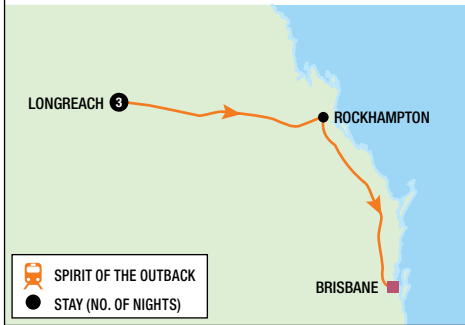 LONGREACH 3
ROCKHAMPTON
BRISBANE
SPIRIT OF THE OUTBACK
STAY (NO. OF NIGHTS)